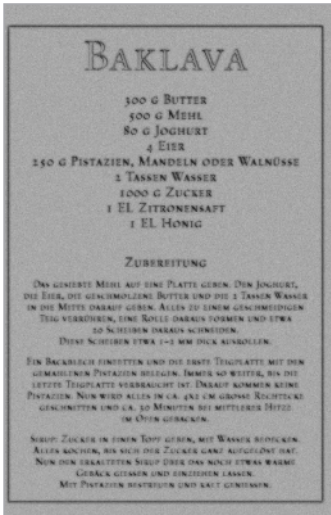 BAKLAVA
300 G BUTTER
500 G MEHL
80 G JOGHURT
4 EIER
250 G PISTAZIEN, MANDELN ODER WALNÜSSE
2 TASSEN WASSER
1000 G ZUCKER
1 EL ZITRONENSAFT
1 EL HONIG
ZUBEREITUNG
DAS GESIEBTE MEHL AUF EINE PLATTE GEBEN. DEN JOGHURT,
DIE EIER, DIE GESCHMOLZENE BUTTER UND DIE 2 TASSEN WASSER
IN DIE MITTE DARAUF GEBEN. ALLES ZU EINEM GESCHMEIDIGEN
TEIG VERRÜHREN, EINE ROLLE DARAUS FORMEN UND ETWA
20 SCHEIBEN DARAUS SCHNEIDEN.
DIESE SCHEIBEN ETWA 1-2 MM DICK AUSROLLEN.
EIN BACKBLECH EINFETTEN UND DIE ERSTE TEIGPLATTE MIT DEN
GEMAHLENEN PISTAZIEN BELEGEN. IMMER SO WEITER, BIS DIE
LETZTE TEIGPLATTE VERBRAUCHT IST. DARAUF KOMMEN KEINE
PISTAZIEN. NUN WIRD ALLES IN CA. 4X2 CM GROSSE RECHTECKE
GESCHNITTEN UND CA. 30 MINUTEN BEI MITTLERER HITZE
IM OFEN GEBACKEN.
SIRUP: ZUCKER IN EINEN TOPF GEBEN, MIT WASSER BEDECKEN.
ALLES KOCHEN, BIS SICH DER ZUCKER GANZ AUFGELÖST HAT.
NUN DEN ERKALTETEN SIRUP ÜBER DAS NOCH ETWAS WARME
GEBÄCK GIESSEN UND EINZIEHEN LASSEN.
MIT PISTAZIEN BESTREUEN UND KALT GENIESSEN.